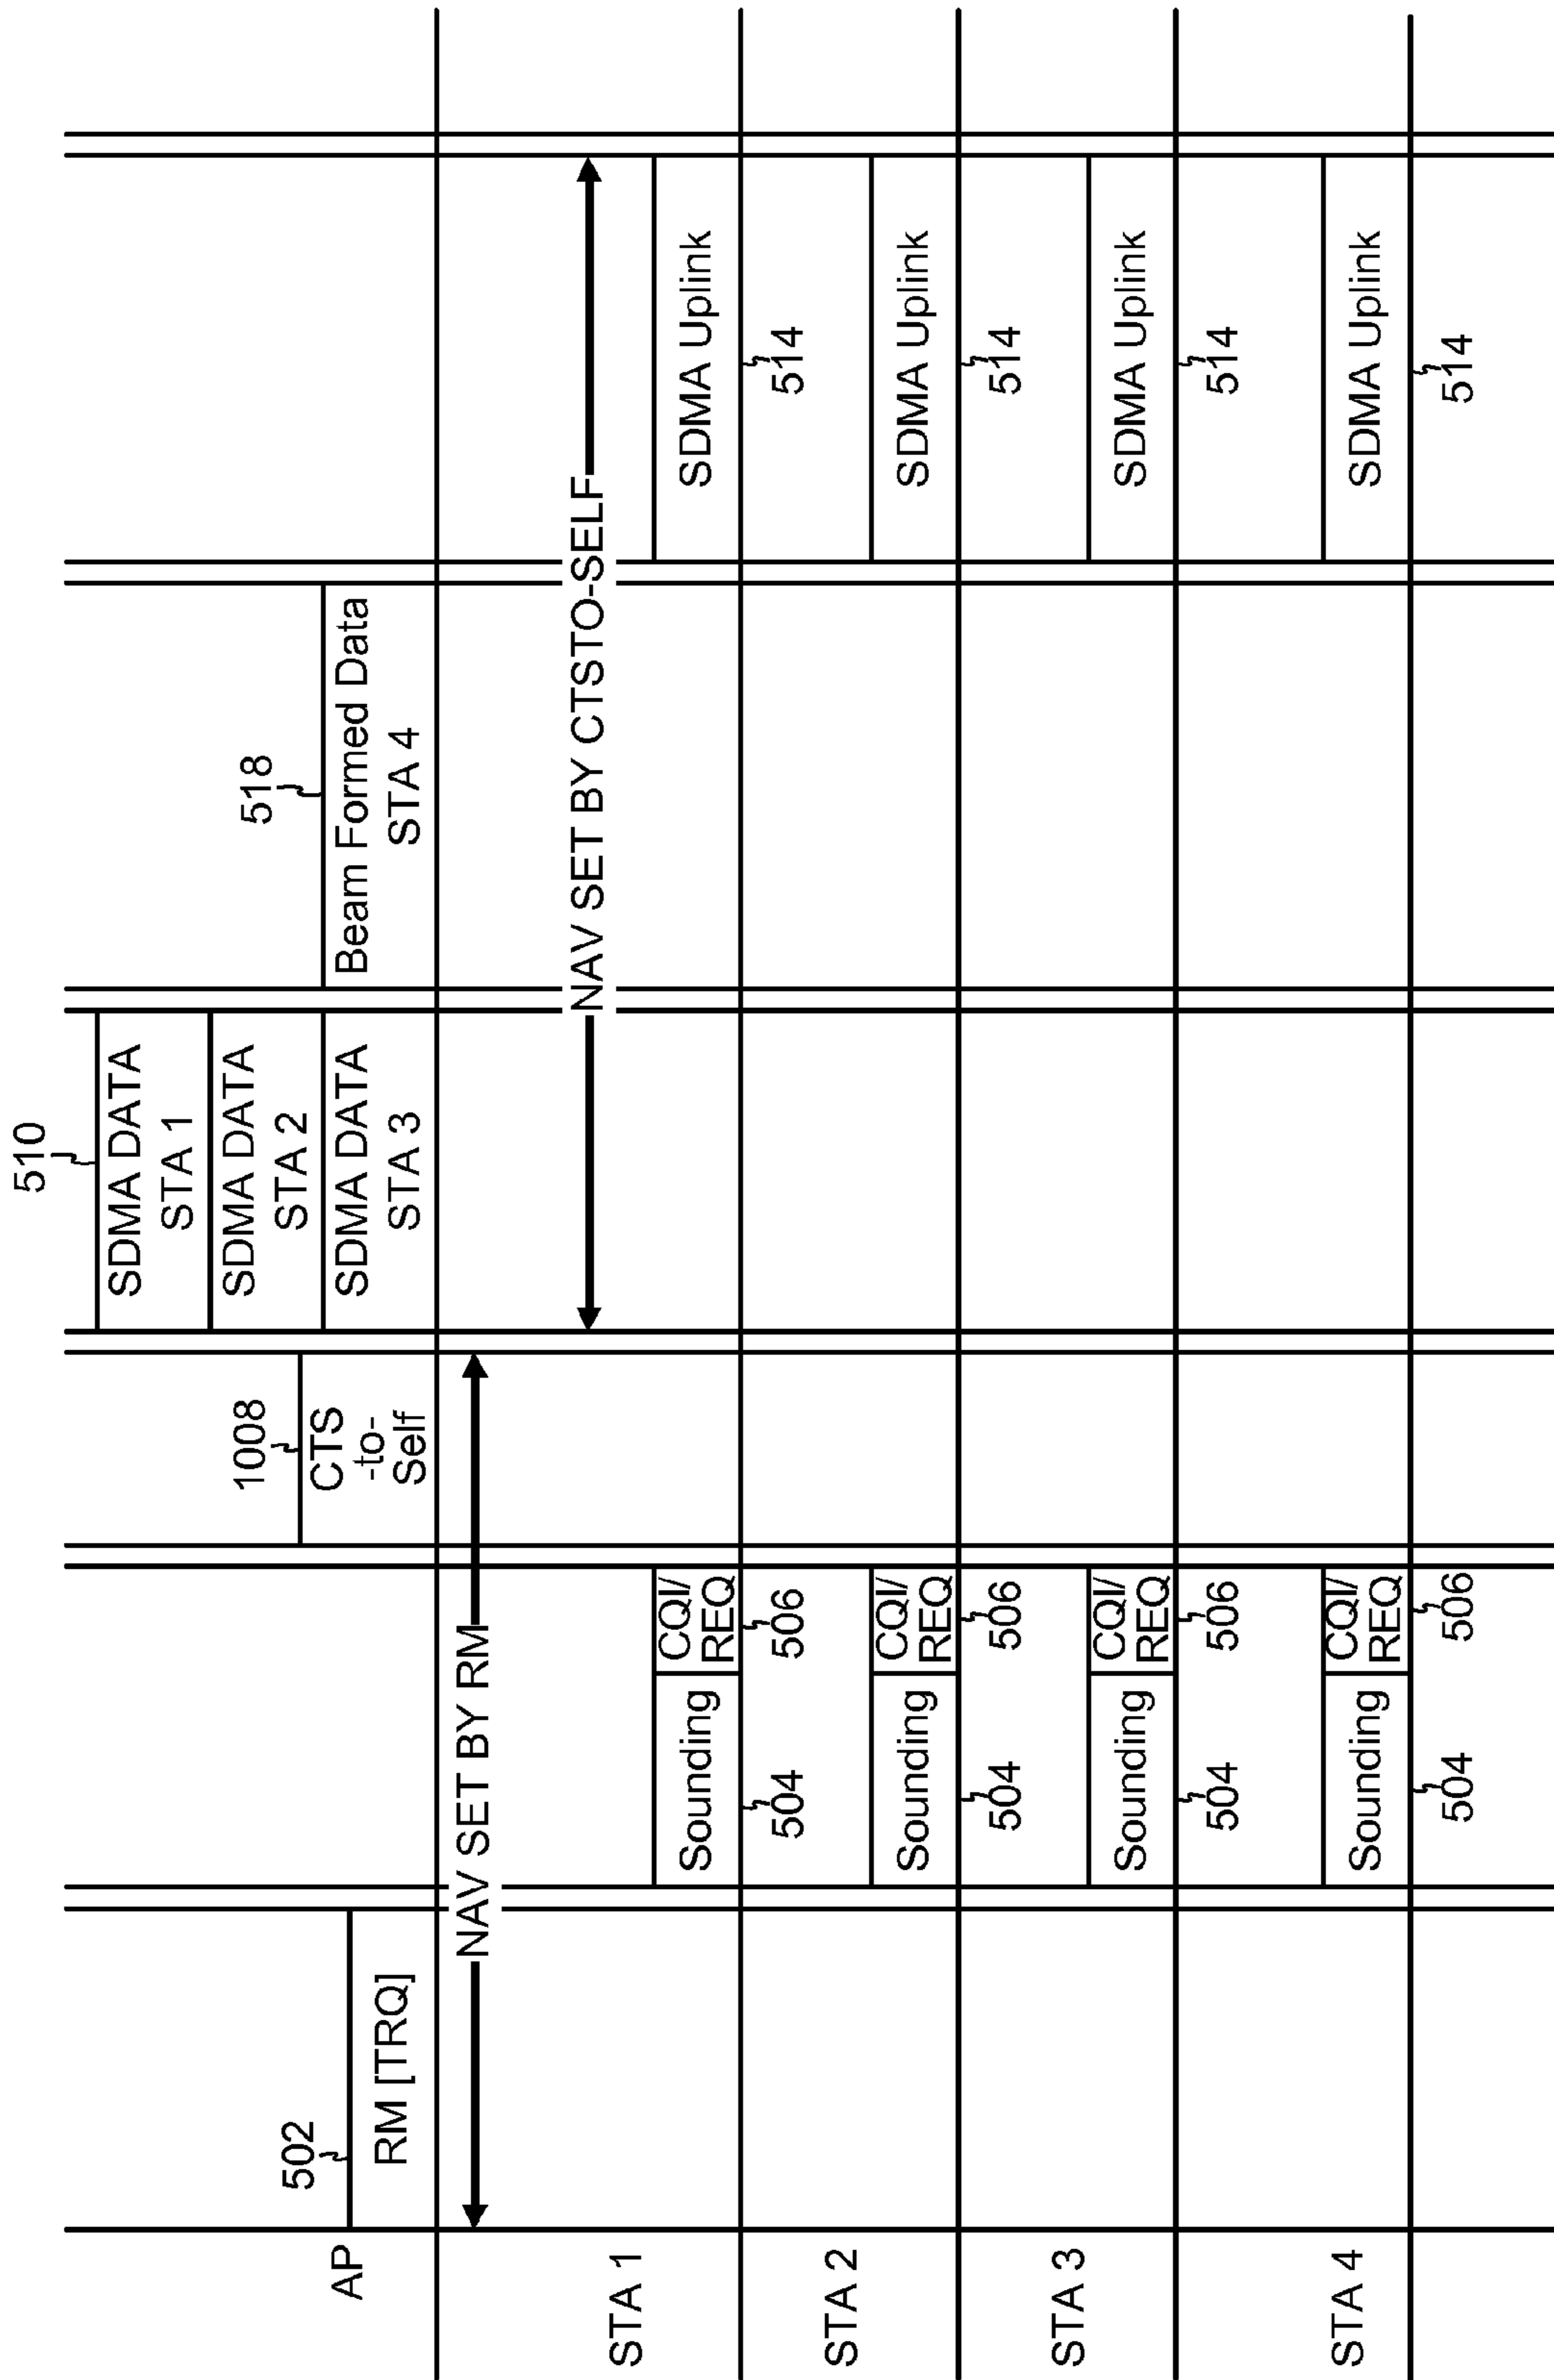 AP
502
RM [TRQ]
1008
CTS
-to-
Self
510
SDMA DATA
STA 1
SDMA DATA
STA 2
SDMA DATA
STA 3
518
Beam Formed Data
STA 4
NAV SET BY RM
NAV SET BY CTSTO-SELF
STA 1
Sounding
CQI/
REQ
SDMA Uplink
504
506
514
STA 2
Sounding
CQI/
REQ
SDMA Uplink
504
506
514
STA 3
Sounding
CQI/
REQ
SDMA Uplink
504
506
514
STA 4
Sounding
CQI/
REQ
SDMA Uplink
504
506
514